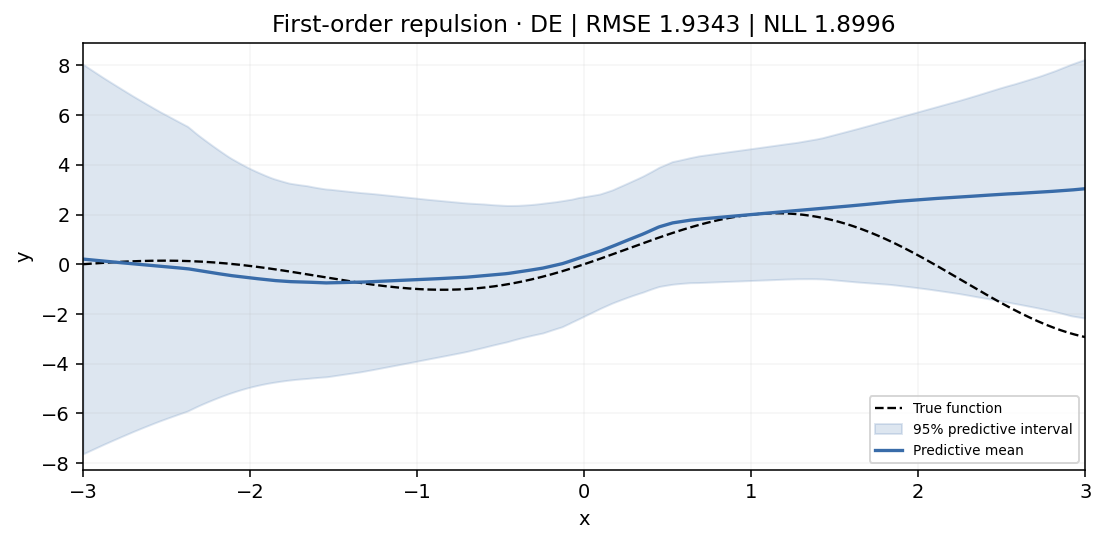 First-order repulsion · DE | RMSE 1.9343 | NLL 1.8996
y
8
6
4
2
0
−2
−4
−6
−8
−3
−2
−1
0
1
2
3
x
True function
95% predictive interval
Predictive mean